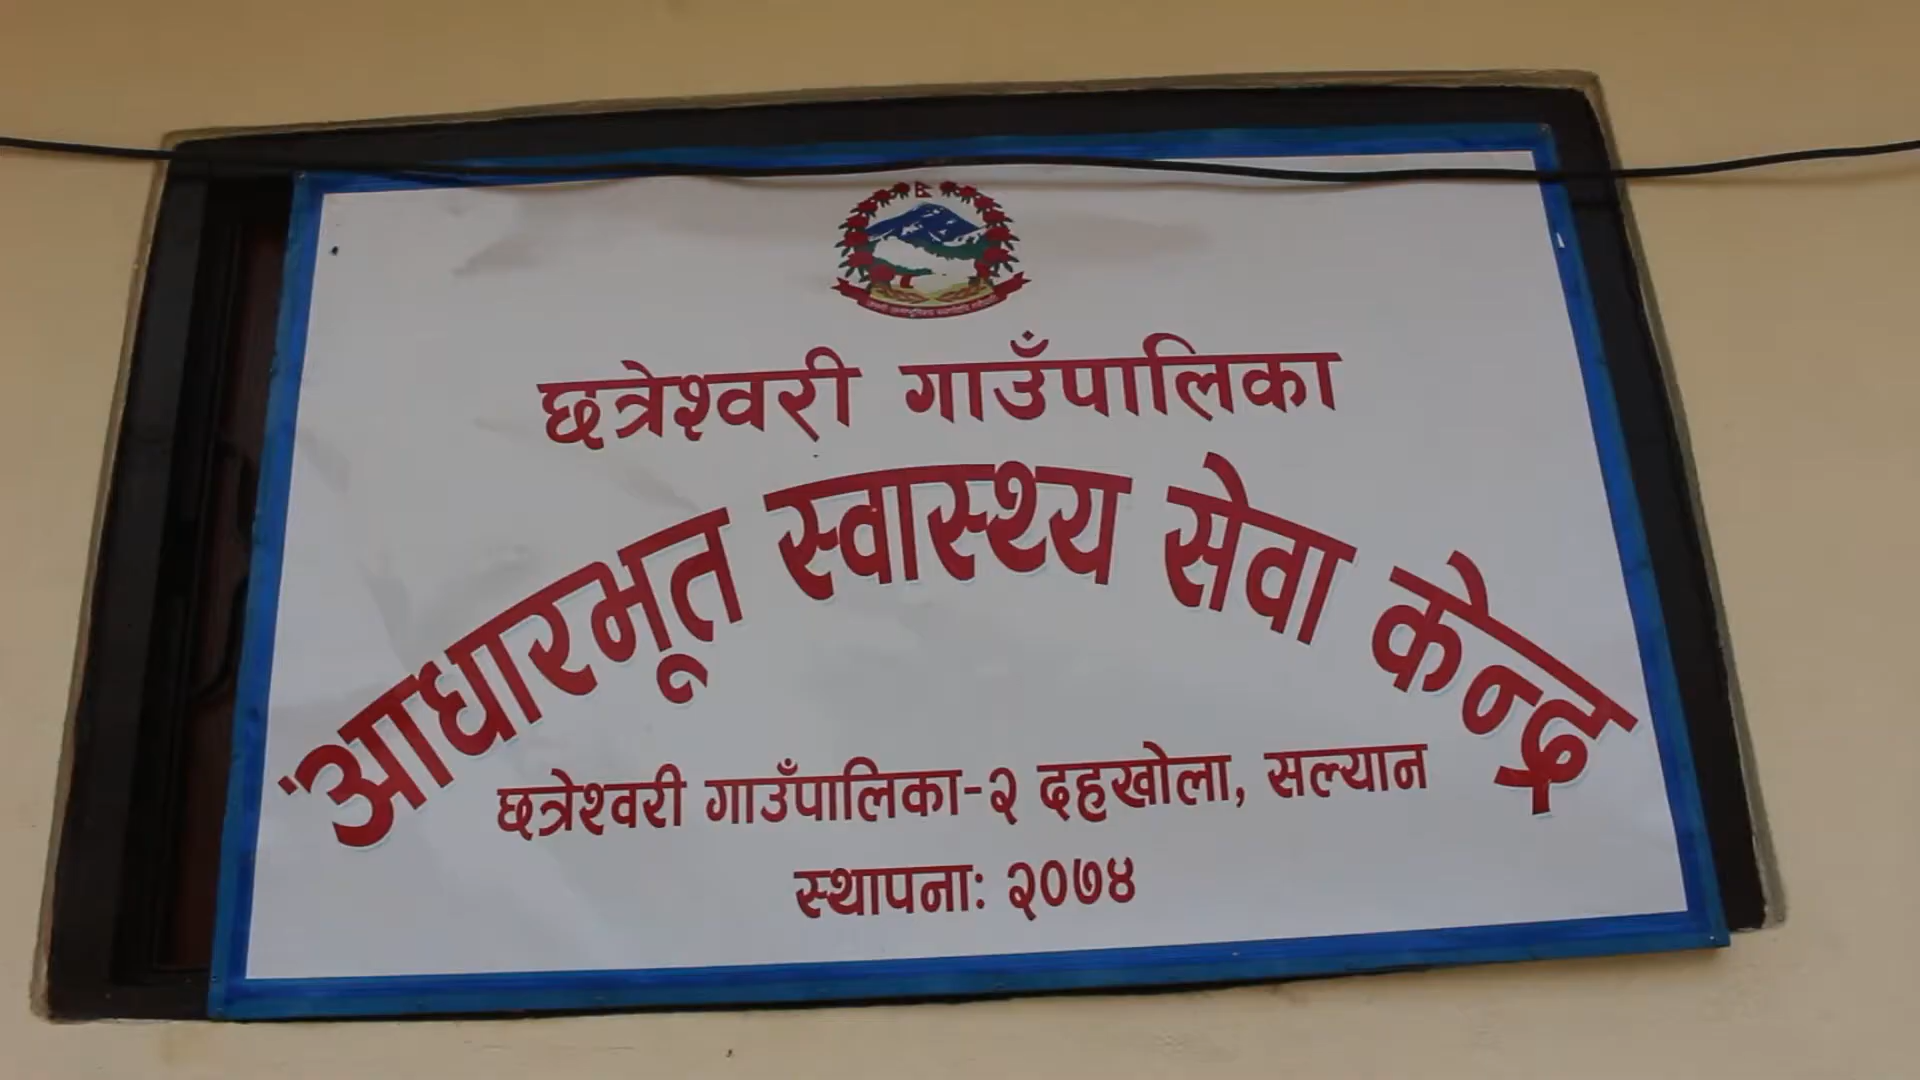 छत्रेश्वरी गाउँपालिका
आधारभूत स्वास्थ्य सेवा केन्द्र
छत्रेश्वरी गाउँपालिका-२ दहखोला, सल्यान
स्थापनाः २०७४